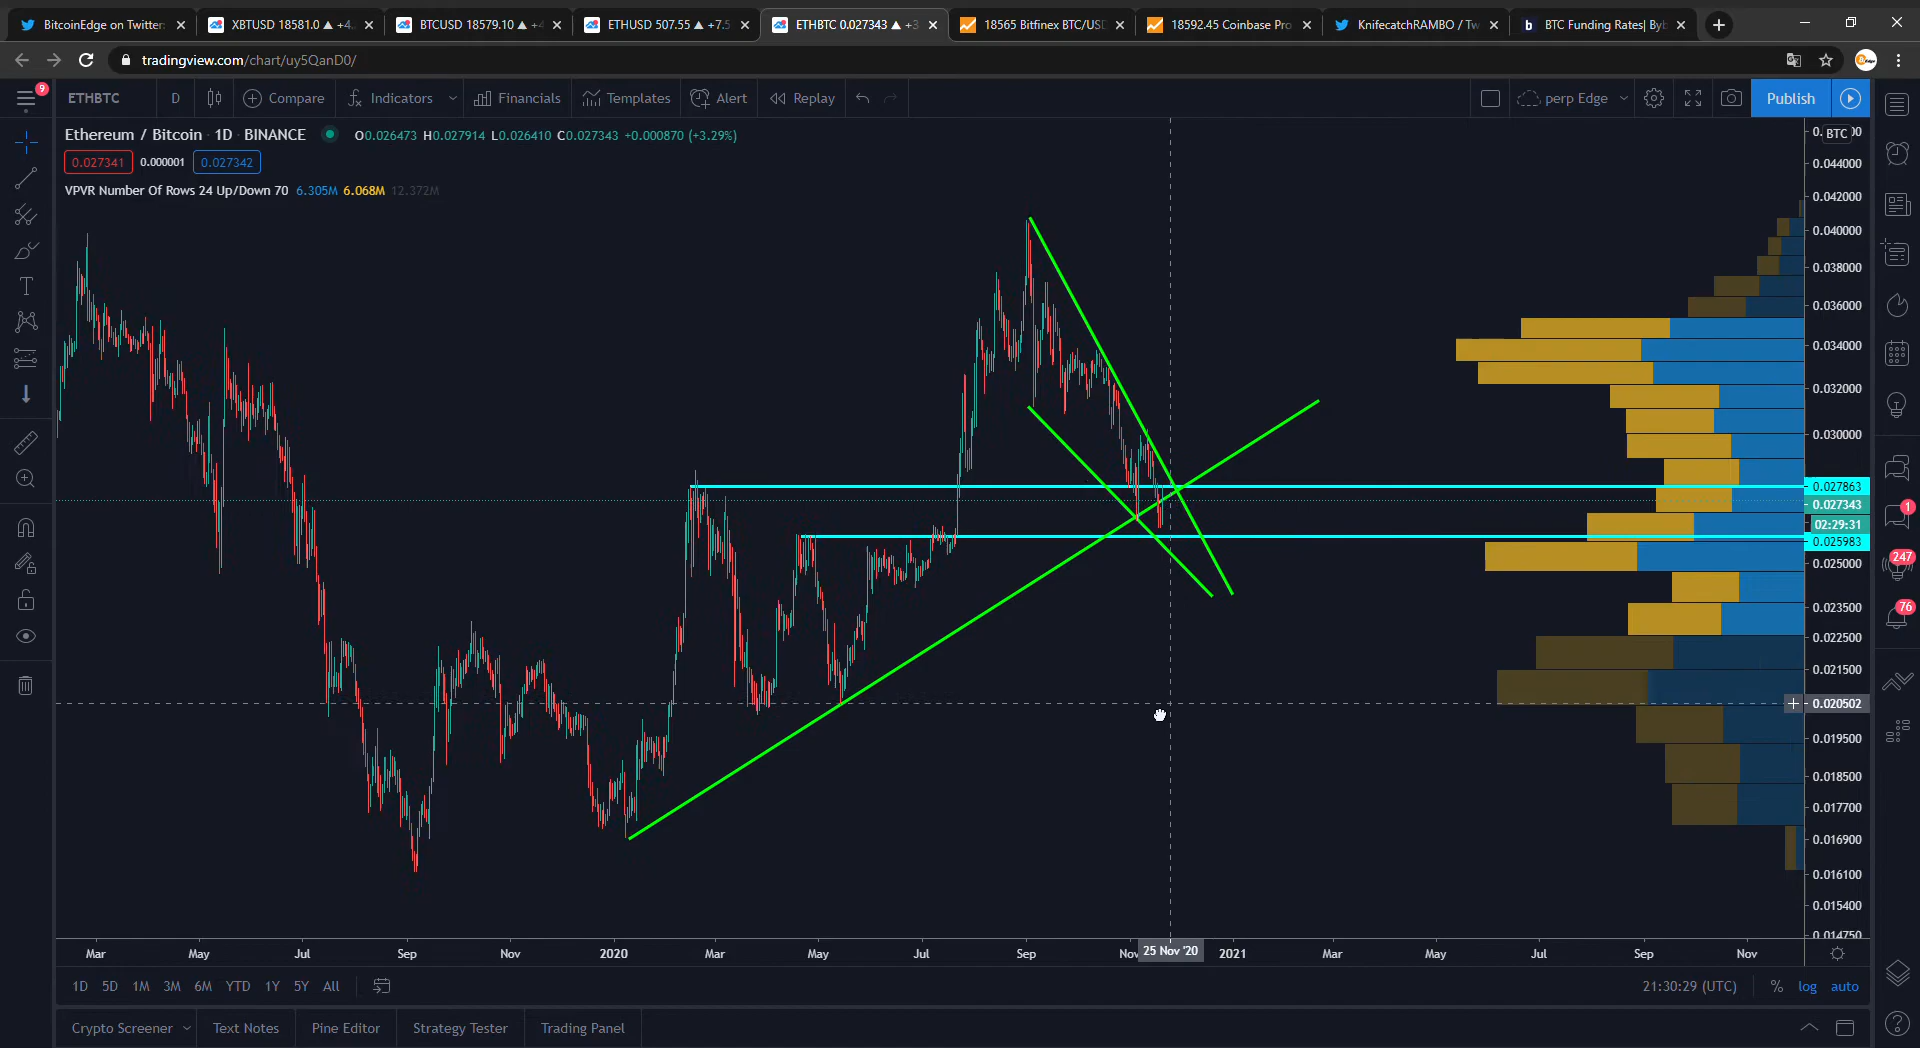 BitcoinEdge on Twitter: XBTUSD 18581.0 ▲ +4. BTCUSD 18579.10 ▲ +4 ETHUSD 507.55 ▲ +7.5 ETHBTC 0.027343 ▲ +3 18565 Bitfinex BTC/USD 18592.45 Coinbase Pro KnifecatchRAMBO / Tw BTC Funding Rates| Byb
tradingview.com/chart/uy5QanD0/
9 ETHBTC D Compare Indicators Financials Templates Alert Replay perp Edge Publish
Ethereum / Bitcoin · 1D · BINANCE O0.026473 H0.027914 L0.026410 C0.027343 +0.000870 (+3.29%)
BTC
0.027341 0.000001 0.027342
VPVR Number Of Rows 24 Up/Down 70 6.305M 6.068M 12.372M
0.044000
0.042000
0.040000
0.038000
0.036000
0.034000
0.032000
0.030000
0.027863
0.027343
02:29:31
0.025983
0.025000
0.023500
0.022500
0.021500
0.020502
0.019500
0.018500
0.017700
0.016900
0.016100
0.015400
0.014750
1
247
76
Mar May Jul Sep Nov 2020 Mar May Jul Sep Nov 25 Nov '20 2021 Mar May Jul Sep Nov
1D 5D 1M 3M 6M YTD 1Y 5Y All 21:30:29 (UTC) % log auto
Crypto Screener Text Notes Pine Editor Strategy Tester Trading Panel